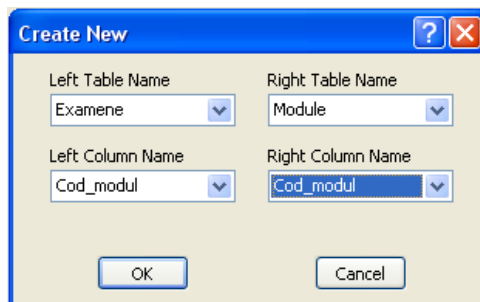 Create New
Left Table Name Right Table Name
Examene Module
Left Column Name Right Column Name
Cod_modul Cod_modul
OK Cancel